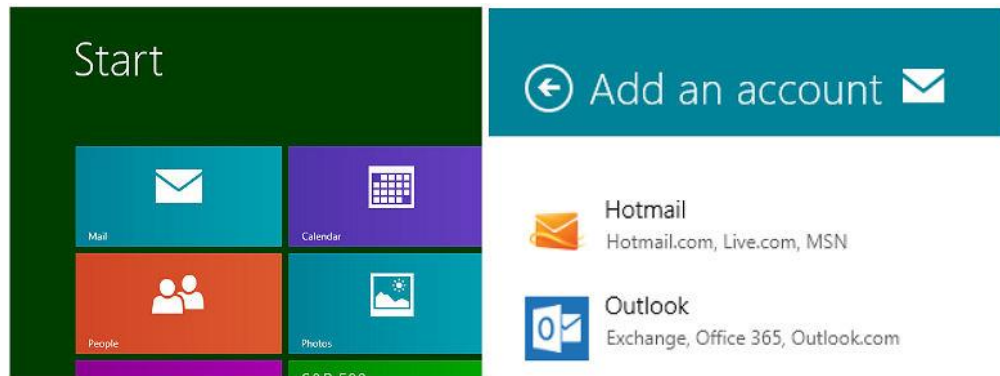 Start
Mail
Calendar
People
Photos
S&P 500
Add an account
Hotmail
Hotmail.com, Live.com, MSN
Outlook
Exchange, Office 365, Outlook.com